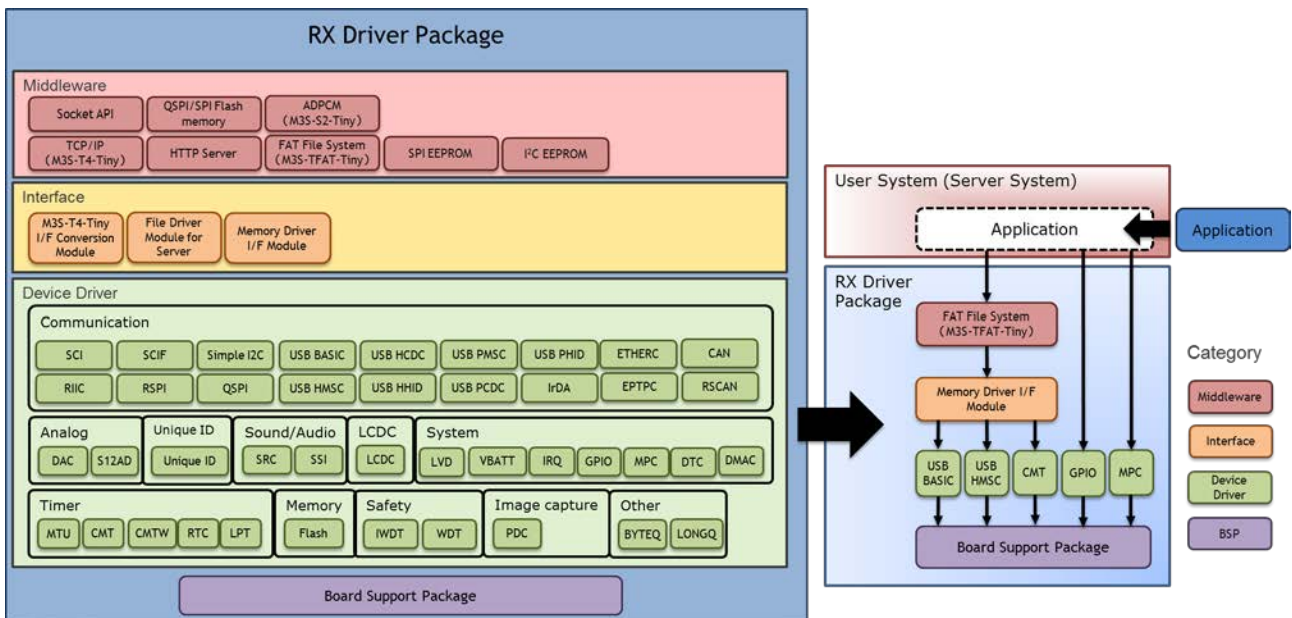 RX Driver Package
Middleware
Socket API
QSPI/SPI Flash
memory
ADPCM
(M3S-S2-Tiny)
TCP/IP
(M3S-T4-Tiny)
HTTP Server
FAT File System
(M3S-TFAT-Tiny)
SPI EEPROM
I²C EEPROM
Interface
M3S-T4-Tiny
I/F Conversion
Module
File Driver
Module for
Server
Memory Driver
I/F Module
Device Driver
Communication
SCI
SCIF
Simple I2C
USB BASIC
USB HCDC
USB PMSC
USB PHID
ETHERC
CAN
RIIC
RSPI
QSPI
USB HMSC
USB HHID
USB PCDC
IrDA
EPTPC
RSCAN
Analog
DAC
S12AD
Unique ID
Unique ID
Sound/Audio
SRC
SSI
LCDC
LCDC
System
LVD
VBATT
IRQ
GPIO
MPC
DTC
DMAC
Timer
MTU
CMT
CMTW
RTC
LPT
Memory
Flash
Safety
IWDT
WDT
Image capture
PDC
Other
BYTEQ
LONGQ
Board Support Package
User System (Server System)
Application
Application
RX Driver
Package
FAT File System
(M3S-TFAT-Tiny)
Memory Driver I/F
Module
USB
BASIC
USB
HMSC
CMT
GPIO
MPC
Board Support Package
Category
Middleware
Interface
Device
Driver
BSP